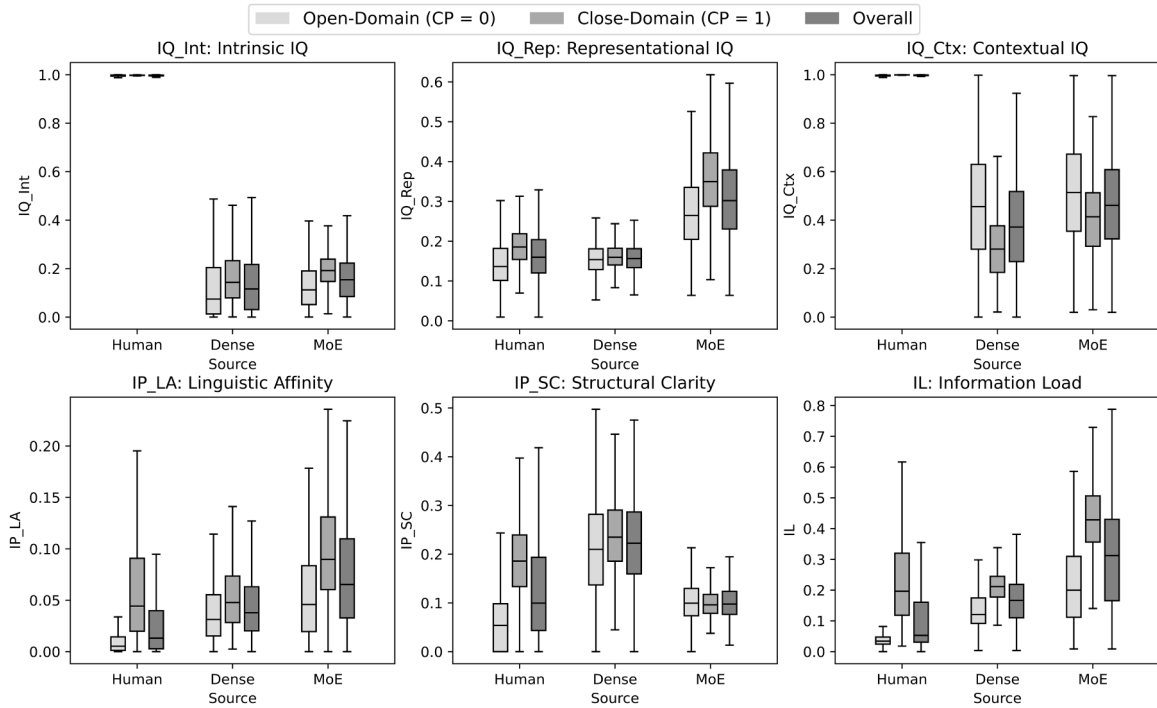 Open-Domain (CP = 0) Close-Domain (CP = 1) Overall
IQ_Int: Intrinsic IQ
IQ_Int
1.0
0.8
0.6
0.4
0.2
0.0
Human Dense MoE
Source
IQ_Rep: Representational IQ
IQ_Rep
0.6
0.5
0.4
0.3
0.2
0.1
0.0
Human Dense MoE
Source
IQ_Ctx: Contextual IQ
IQ_Ctx
1.0
0.8
0.6
0.4
0.2
0.0
Human Dense MoE
Source
IP_LA: Linguistic Affinity
IP_LA
0.20
0.15
0.10
0.05
0.00
Human Dense MoE
Source
IP_SC: Structural Clarity
IP_SC
0.5
0.4
0.3
0.2
0.1
0.0
Human Dense MoE
Source
IL: Information Load
IL
0.8
0.7
0.6
0.5
0.4
0.3
0.2
0.1
0.0
Human Dense MoE
Source